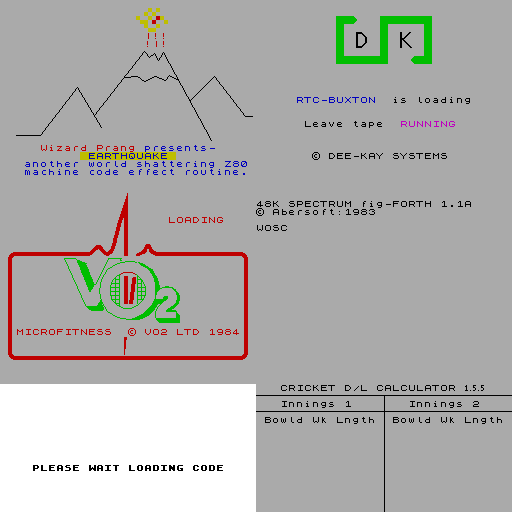 Wizard Prang presents-
EARTHQUAKE
another world shattering Z80
machine code effect routine.
D K
RTC-BUXTON is loading
Leave tape RUNNING
© DEE-KAY SYSTEMS
LOADING
VO2
MICROFITNESS © VO2 LTD 1984
48K SPECTRUM fig-FORTH 1.1A
© Abersoft:1983
WOSC
PLEASE WAIT LOADING CODE
CRICKET D/L CALCULATOR 1.5.5
Innings 1 Innings 2
Bowld Wk Lngth Bowld Wk Lngth